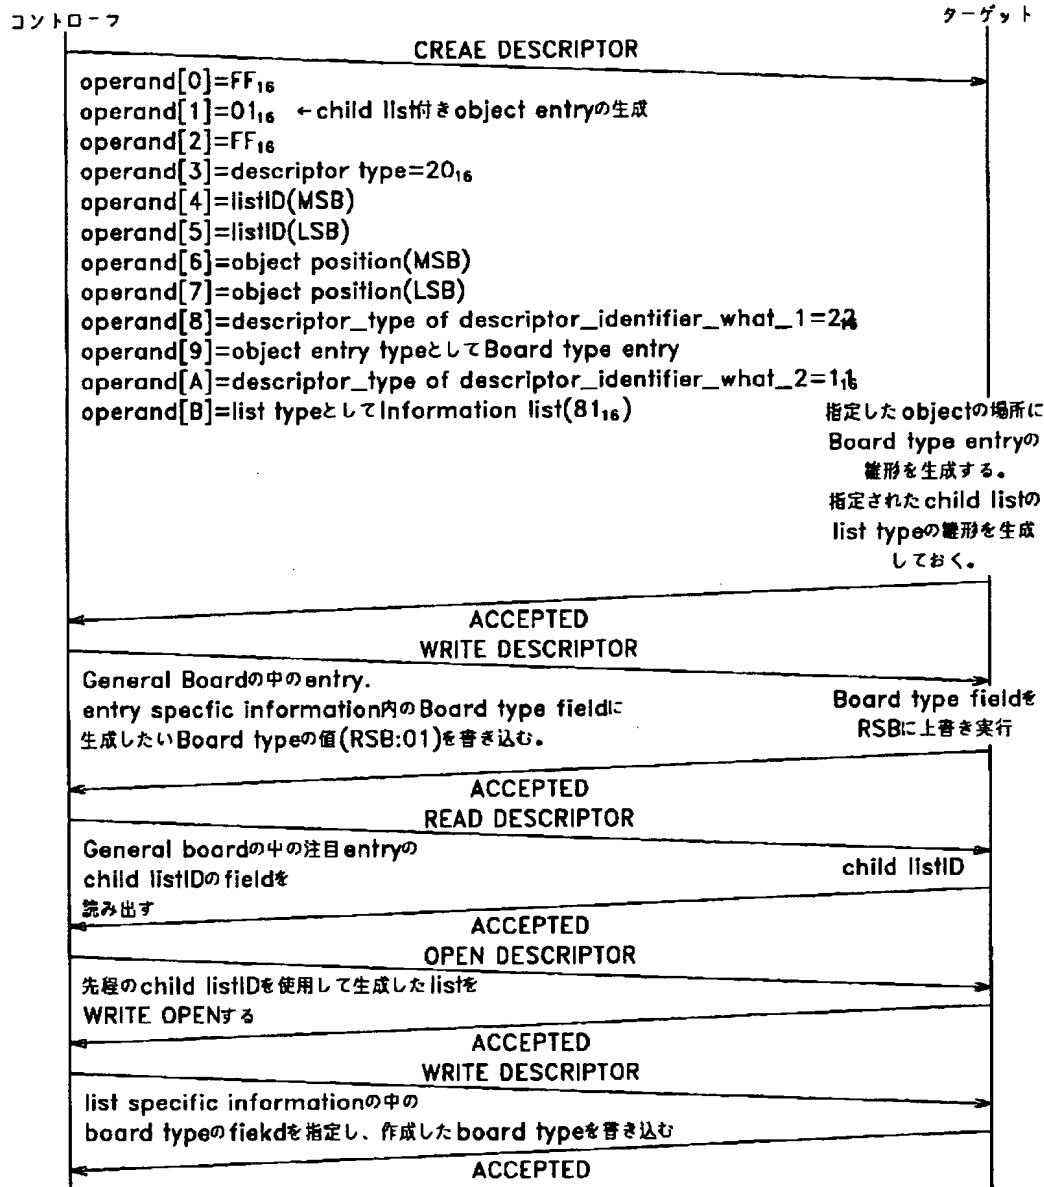 コントローラ
ターゲット
CREAE DESCRIPTOR
operand[0]=FF₁₆
operand[1]=01₁₆ ←child list付きobject entryの生成
operand[2]=FF₁₆
operand[3]=descriptor type=20₁₆
operand[4]=listID(MSB)
operand[5]=listID(LSB)
operand[6]=object position(MSB)
operand[7]=object position(LSB)
operand[8]=descriptor_type of descriptor_identifier_what_1=22₁₆
operand[9]=object entry typeとしてBoard type entry
operand[A]=descriptor_type of descriptor_identifier_what_2=11₁₆
operand[B]=list typeとしてInformation list(81₁₆)
指定したobjectの場所に
Board type entryの
雛形を生成する。
指定されたchild listの
list typeの雛形を生成
しておく。
ACCEPTED
WRITE DESCRIPTOR
General Boardの中のentry.
entry specfic information内のBoard type fieldに
生成したいBoard typeの値(RSB:01)を書き込む。
Board type fieldを
RSBに上書き実行
ACCEPTED
READ DESCRIPTOR
General boardの中の注目entryの
child listIDのfieldを
読み出す
child listID
ACCEPTED
OPEN DESCRIPTOR
先程のchild listIDを使用して生成したlistを
WRITE OPENする
ACCEPTED
WRITE DESCRIPTOR
list specific informationの中の
board typeのfiekdを指定し、作成したboard typeを書き込む
ACCEPTED